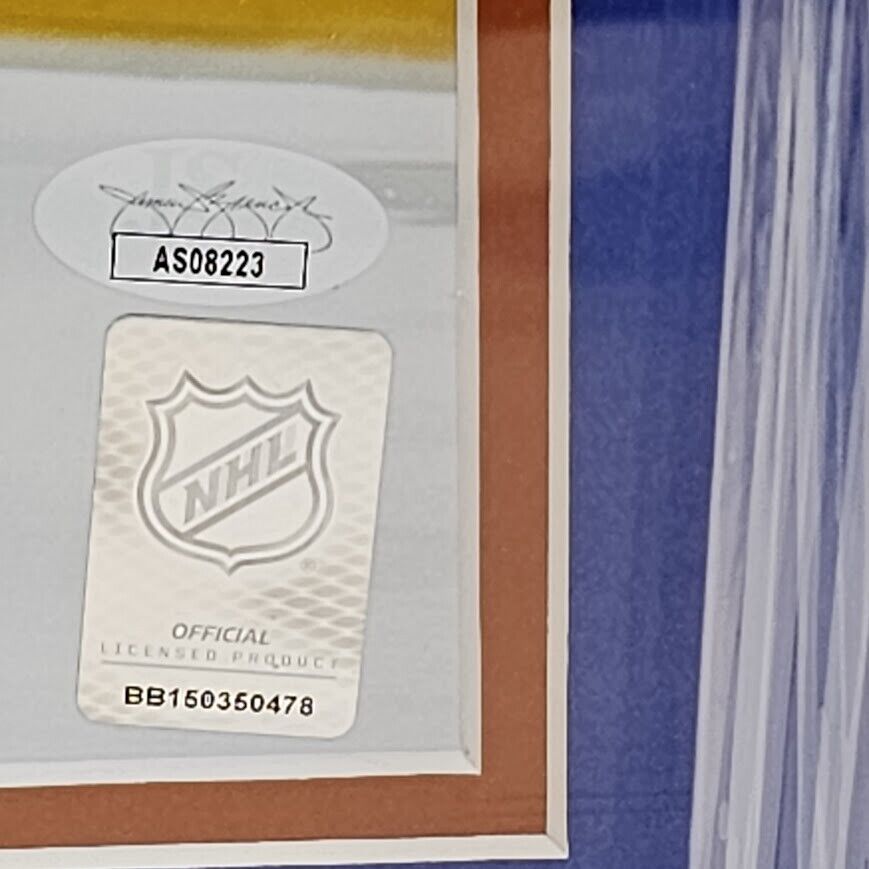 AS08223
NHL
®
OFFICIAL
LICENSED PRODUCT
BB150350478